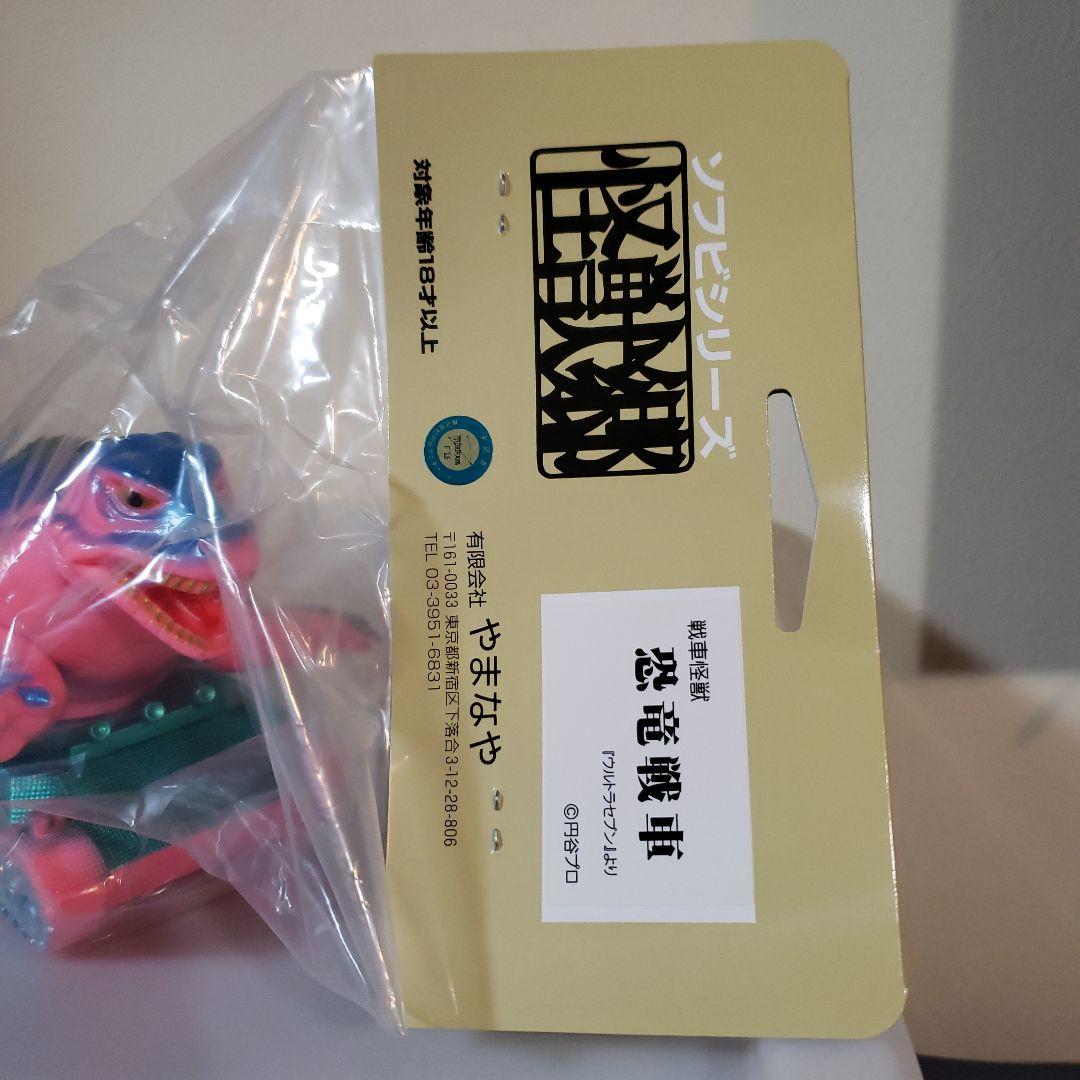 ソフビシリーズ
怪獣郷
対象年齢18才以上
戦車怪獣
恐竜戦車
『ウルトラセブン』より
©円谷プロ
有限会社 やまなや
〒161-0033 東京都新宿区下落合3-12-28-806
TEL 03-3951-6831